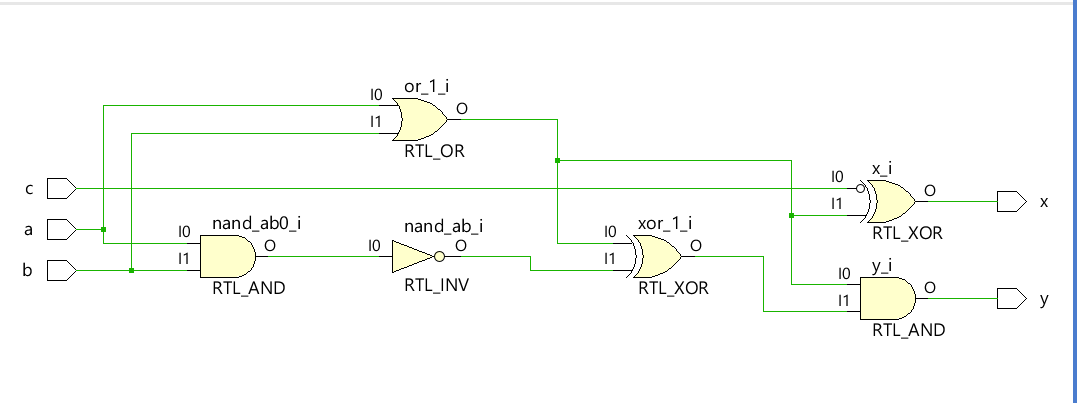 or_1_i
I0
O
I1
RTL_OR
x_i
c
I0
O
x
I1
a
nand_ab0_i
nand_ab_i
xor_1_i
RTL_XOR
I0
O
I0
O
I0
O
b
I1
I1
y_i
RTL_AND
RTL_INV
RTL_XOR
I0
O
y
I1
RTL_AND